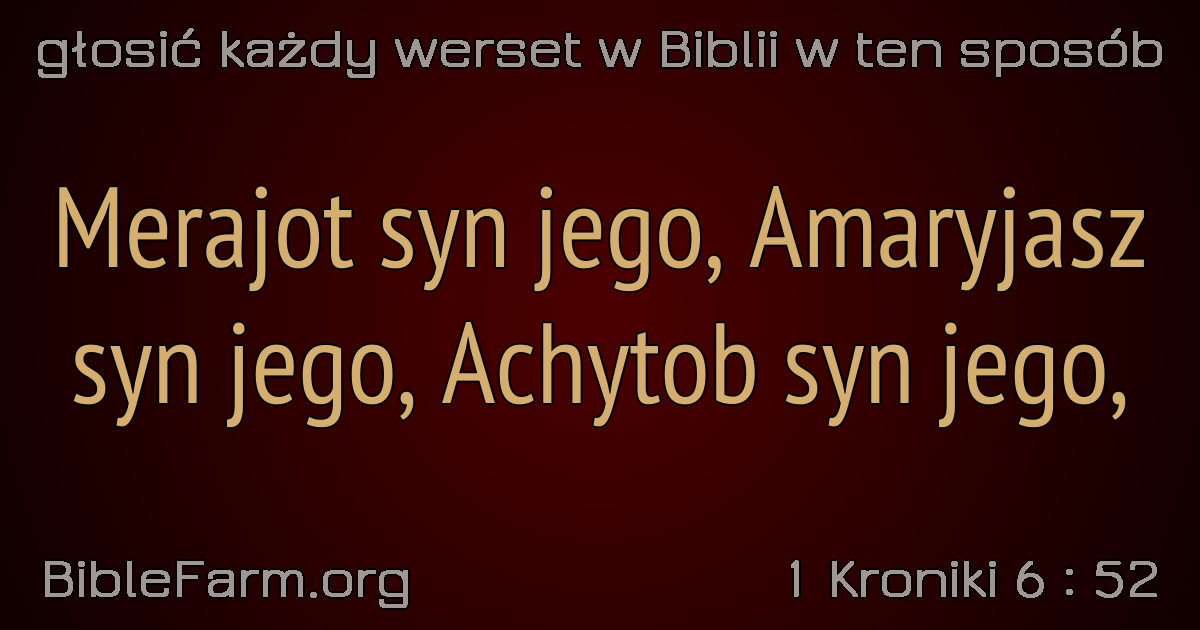 głosić każdy werset w Biblii w ten sposób
Merajot syn jego, Amaryjasz
syn jego, Achytob syn jego,
BibleFarm.org
1 Kroniki 6 : 52